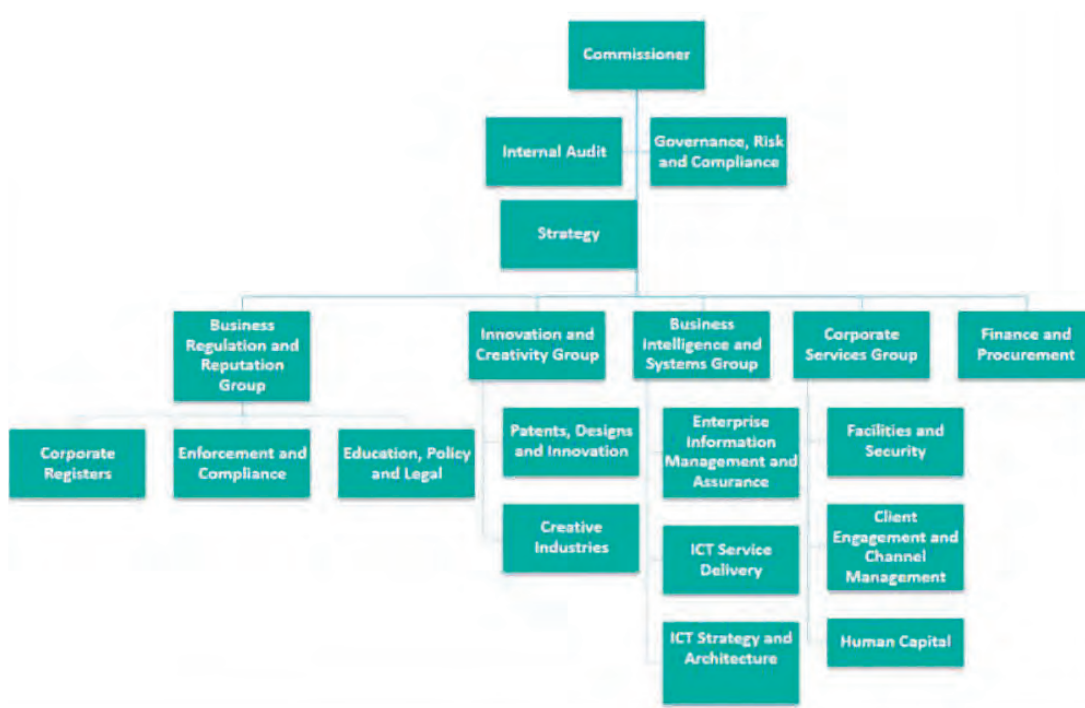 Commissioner
Internal Audit
Governance, Risk
and Compliance
Strategy
Business
Regulation and
Reputation
Group
Innovation and
Creativity Group
Business
Intelligence and
Systems Group
Corporate
Services Group
Finance and
Procurement
Corporate
Registers
Enforcement and
Compliance
Education, Policy
and Legal
Patents, Designs
and Innovation
Creative
Industries
Enterprise
Information
Management and
Assurance
ICT Service
Delivery
ICT Strategy and
Architecture
Facilities and
Security
Client
Engagement and
Channel
Management
Human Capital